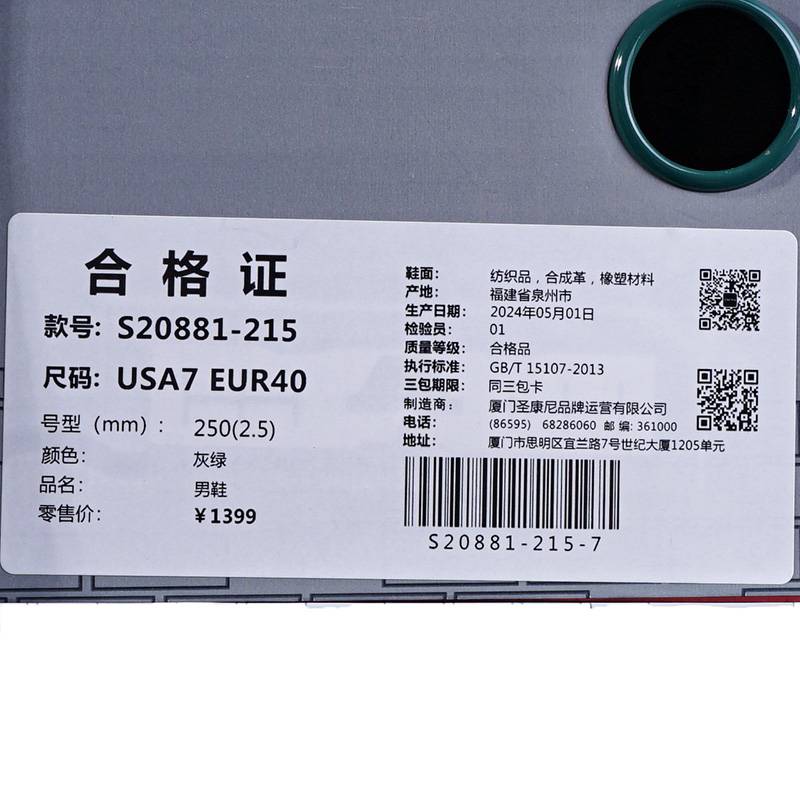 合格证
款号: S20881-215
尺码: USA7 EUR40
号型（mm）: 250(2.5)
颜色: 灰绿
品名: 男鞋
零售价: ¥1399
鞋面: 纺织品，合成革，橡塑材料
产地: 福建省泉州市
生产日期: 2024年05月01日
检验员: 01
质量等级: 合格品
执行标准: GB/T 15107-2013
三包期限: 同三包卡
制造商: 厦门圣康尼品牌运营有限公司
电话: (86595) 68286060 邮编: 361000
地址: 厦门市思明区宜兰路7号世纪大厦1205单元
S20881-215-7